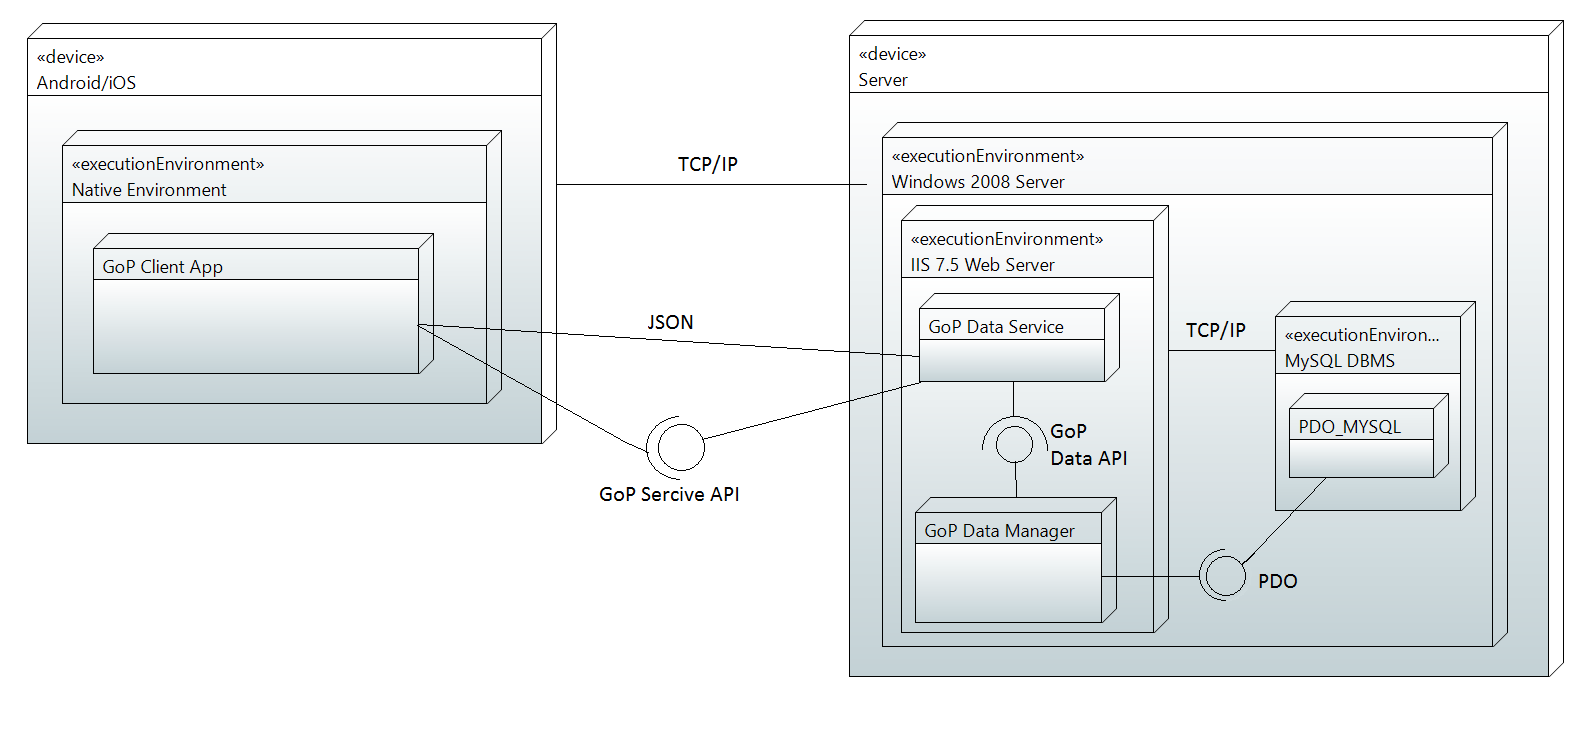 «device»
Android/iOS
«executionEnvironment»
Native Environment
GoP Client App
TCP/IP
JSON
GoP Sercive API
«device»
Server
«executionEnvironment»
Windows 2008 Server
«executionEnvironment»
IIS 7.5 Web Server
GoP Data Service
GoP
Data API
GoP Data Manager
TCP/IP
«executionEnviron...
MySQL DBMS
PDO_MYSQL
PDO